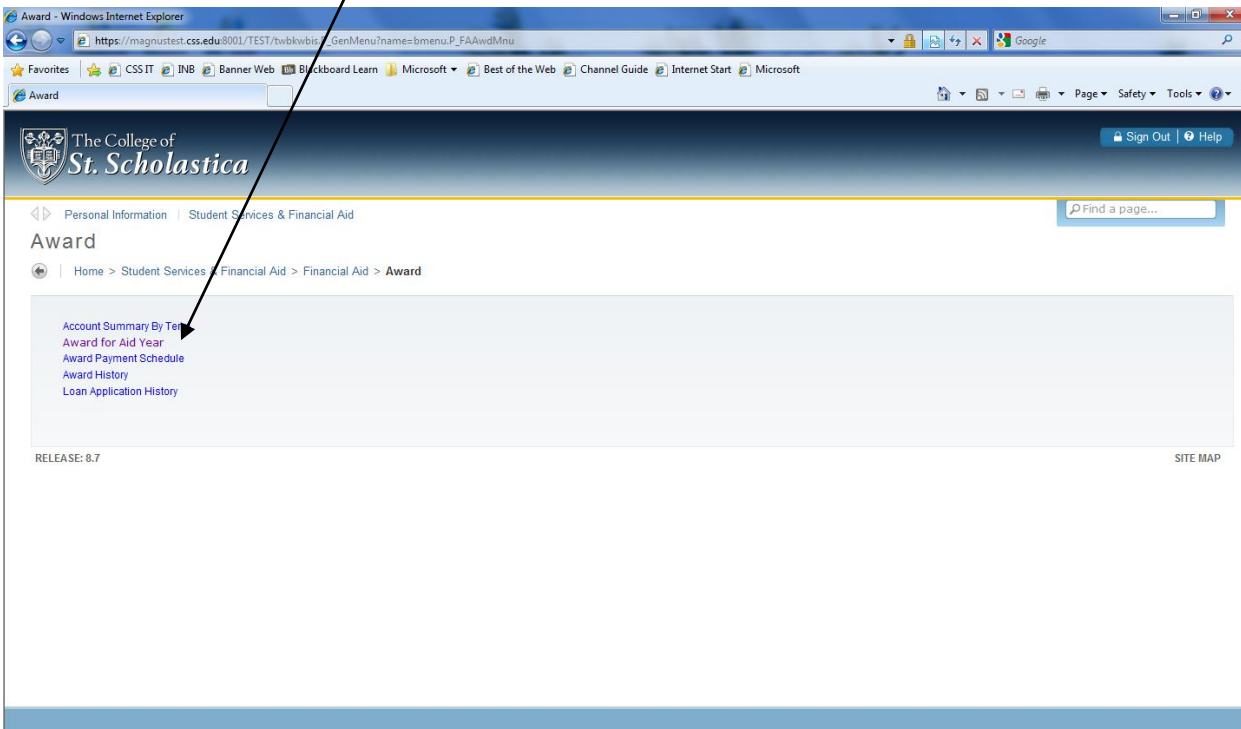 Award - Windows Internet Explorer
https://magnustest.css.edu:8001/TEST/twbkwbis.P_GenMenu?name=bmenu.P_FAAwdMnu
Google
Favorites CSS IT INB Banner Web Blackboard Learn Microsoft Best of the Web Channel Guide Internet Start Microsoft
Award
Page Safety Tools
The College of
St. Scholastica
Sign Out | Help
Personal Information | Student Services & Financial Aid
Find a page...
Award
Home > Student Services & Financial Aid > Financial Aid > Award
Account Summary By Term
Award for Aid Year
Award Payment Schedule
Award History
Loan Application History
RELEASE: 8.7
SITE MAP